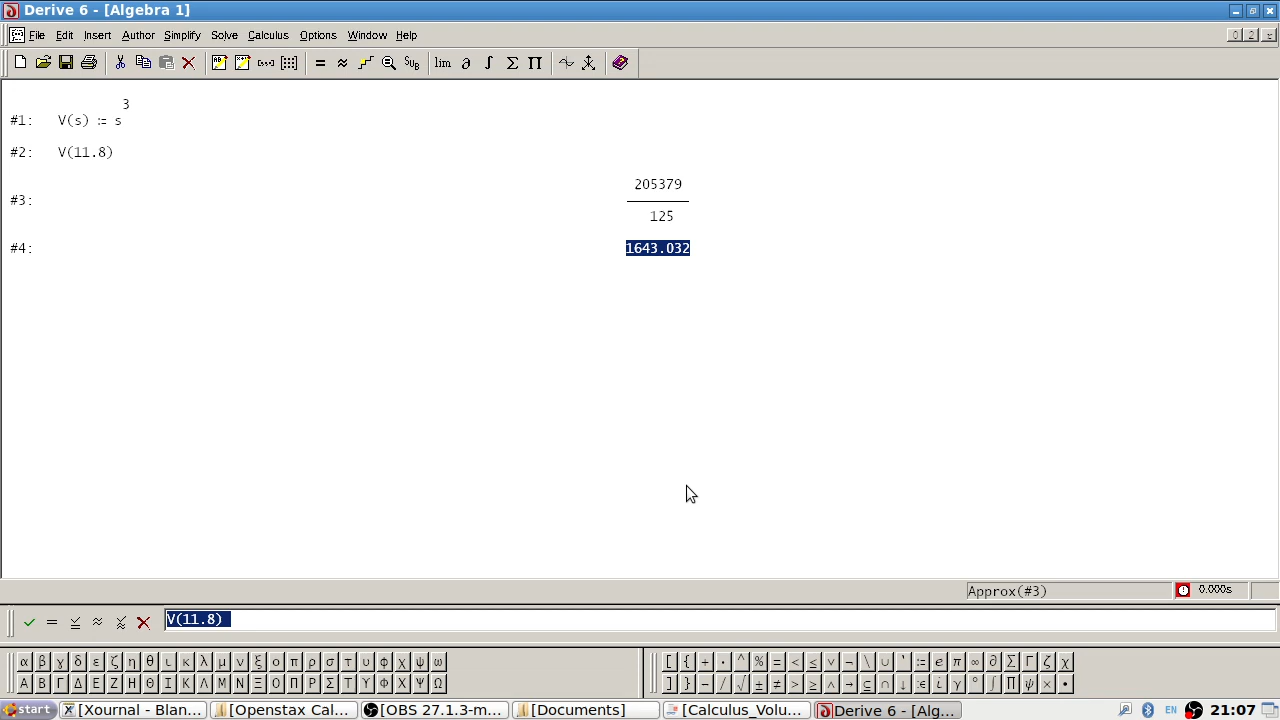 Derive 6 - [Algebra 1]
File Edit Insert Author Simplify Solve Calculus Options Window Help
= ≈ SUB lim ∂ ∫ Σ Π
#1: V(s) := s^3
#2: V(11.8)
#3: 205379
125
#4: 1643.032
Approx(#3) 0.000s
V(11.8)
α β γ δ ε ζ η θ ι κ λ μ ν ξ ο π ρ σ τ υ φ χ ψ ω
[ { + · ^ % = < ≤ ∨ ¬ \ ∪ ` := e π ∞ ∂ Σ Γ ζ χ
Α Β Γ Δ Ε Ζ Η Θ Ι Κ Λ Μ Ν Ξ Ο Π Ρ Σ Τ Υ Φ Χ Ψ Ω
] } - / √ ± ≠ > ≥ ∧ → ⊆ ∩ ↓ :∈ i γ ° ∫ Π ψ × •
start [Xournal - Blan... [Openstax Cal... [OBS 27.1.3-m... [Documents] [Calculus_Volu... Derive 6 - [Alg... EN 21:07